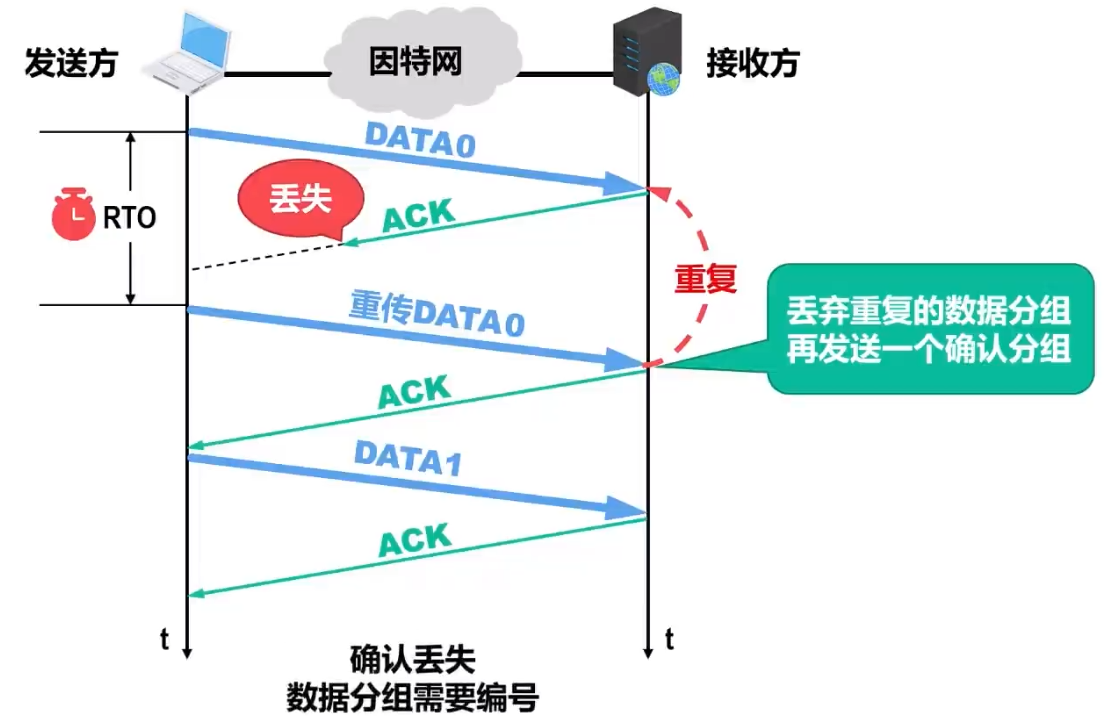 发送方
因特网
接收方
DATA0
丢失
ACK
RTO
重复
重传DATA0
丢弃重复的数据分组
再发送一个确认分组
ACK
DATA1
ACK
t
t
确认丢失
数据分组需要编号